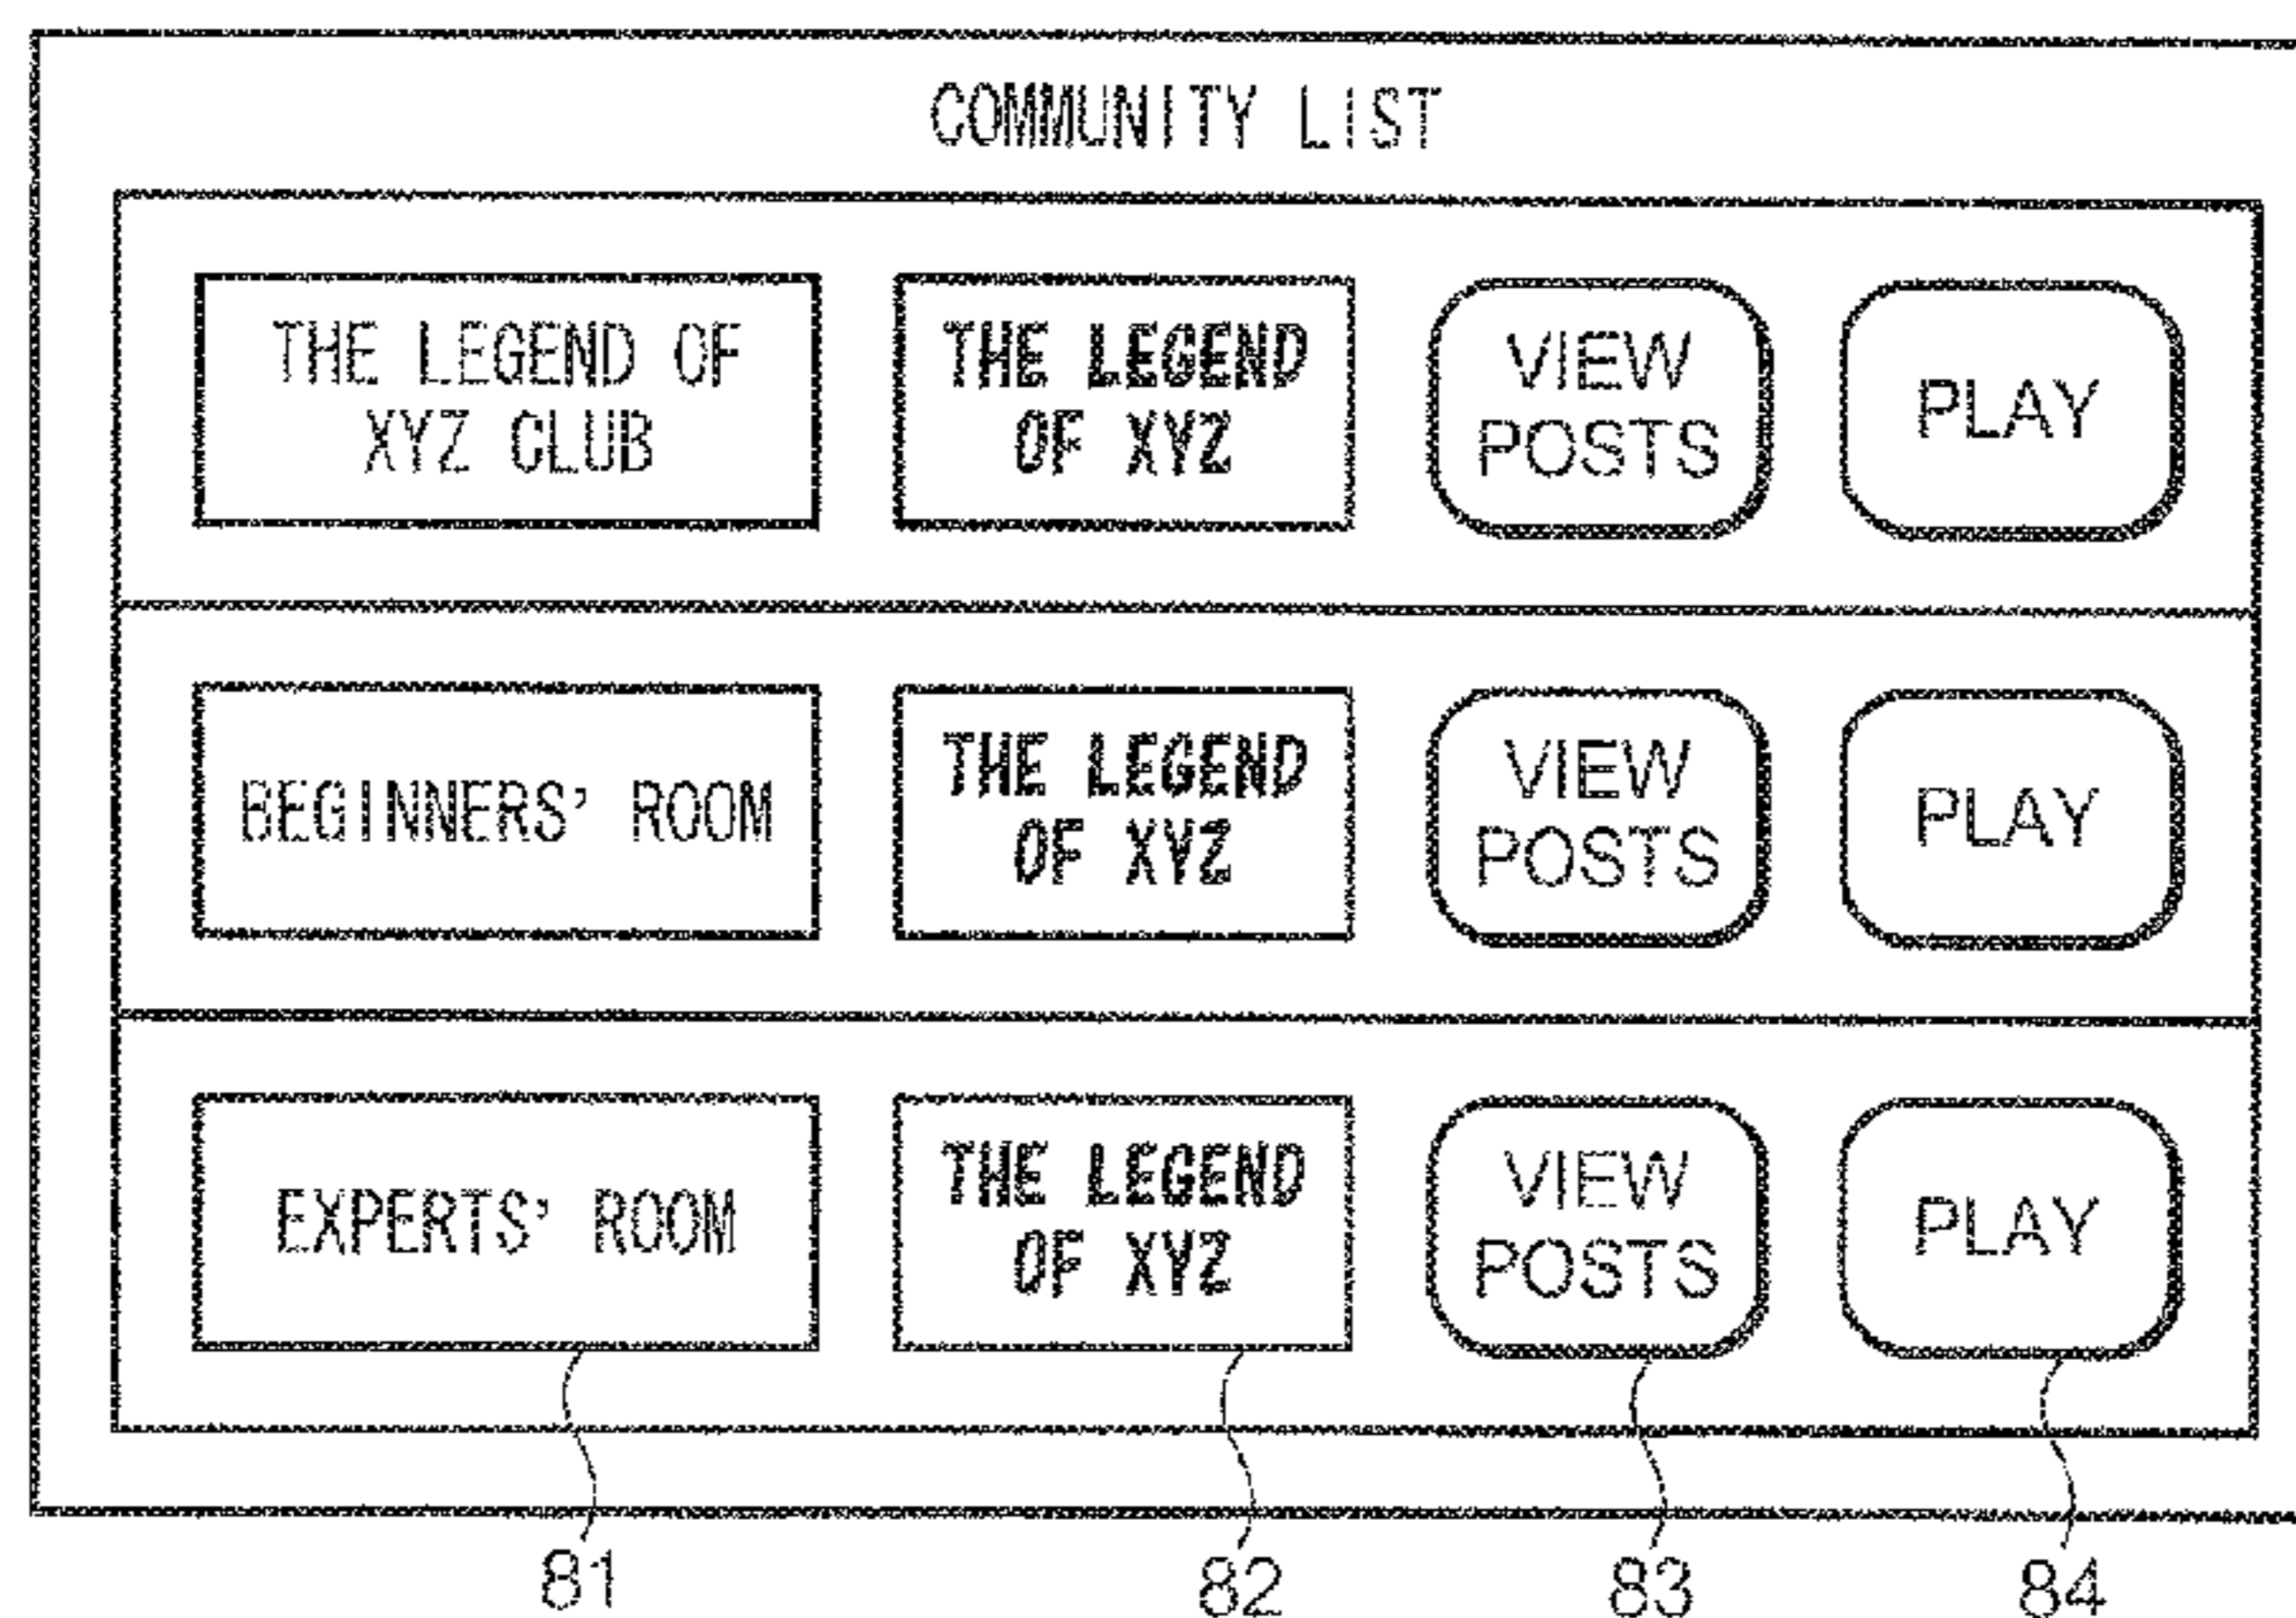 COMMUNITY LIST
THE LEGEND OF
XYZ CLUB
THE LEGEND
OF XYZ
VIEW
POSTS
PLAY
BEGINNERS' ROOM
THE LEGEND
OF XYZ
VIEW
POSTS
PLAY
EXPERTS' ROOM
THE LEGEND
OF XYZ
VIEW
POSTS
PLAY
81
82
83
84